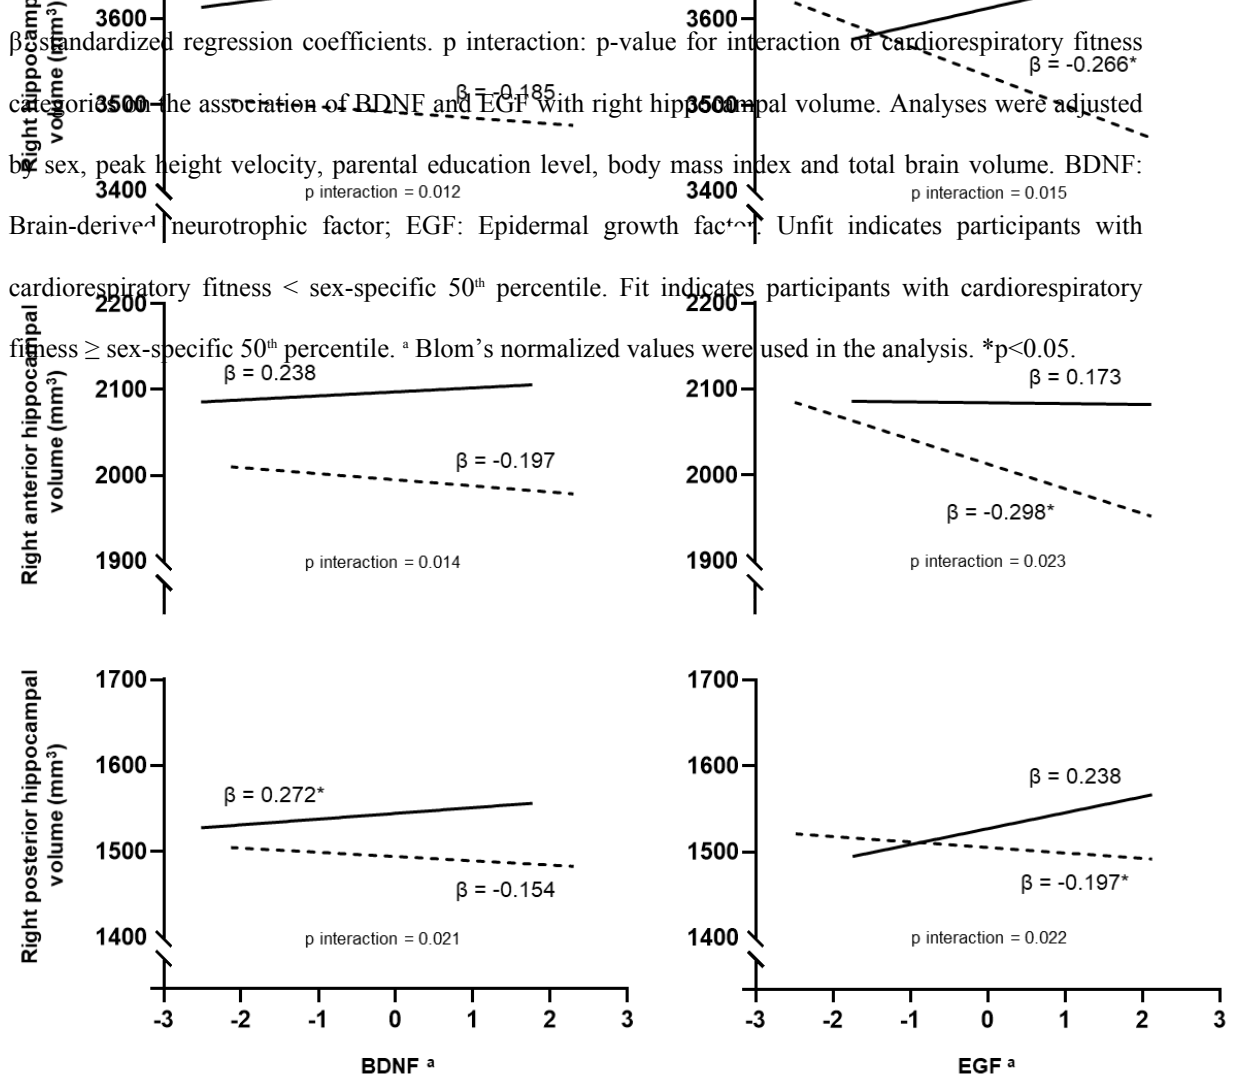 3600
3600
β: standardized regression coefficients. p interaction: p-value for interaction of cardiorespiratory fitness
β = -0.266*
β = -0.185
3500
3500
categories on the association of BDNF and EGF with right hippocampal volume. Analyses were adjusted
Right hippocamp
volume (mm³)
by sex, peak height velocity, parental education level, body mass index and total brain volume. BDNF:
3400
p interaction = 0.012
3400
p interaction = 0.015
Brain-derived neurotrophic factor; EGF: Epidermal growth factor. Unfit indicates participants with
cardiorespiratory fitness < sex-specific 50th percentile. Fit indicates participants with cardiorespiratory
2200
2200
fitness ≥ sex-specific 50th percentile. ª Blom’s normalized values were used in the analysis. *p<0.05.
Right anterior hippocampal
volume (mm³)
β = 0.238
β = 0.173
2100
2100
β = -0.197
2000
2000
β = -0.298*
1900
p interaction = 0.014
1900
p interaction = 0.023
Right posterior hippocampal
volume (mm³)
1700
1700
1600
1600
β = 0.272*
β = 0.238
1500
1500
β = -0.154
β = -0.197*
1400
p interaction = 0.021
1400
p interaction = 0.022
-3 -2 -1 0 1 2 3
-3 -2 -1 0 1 2 3
BDNF ª
EGF ª